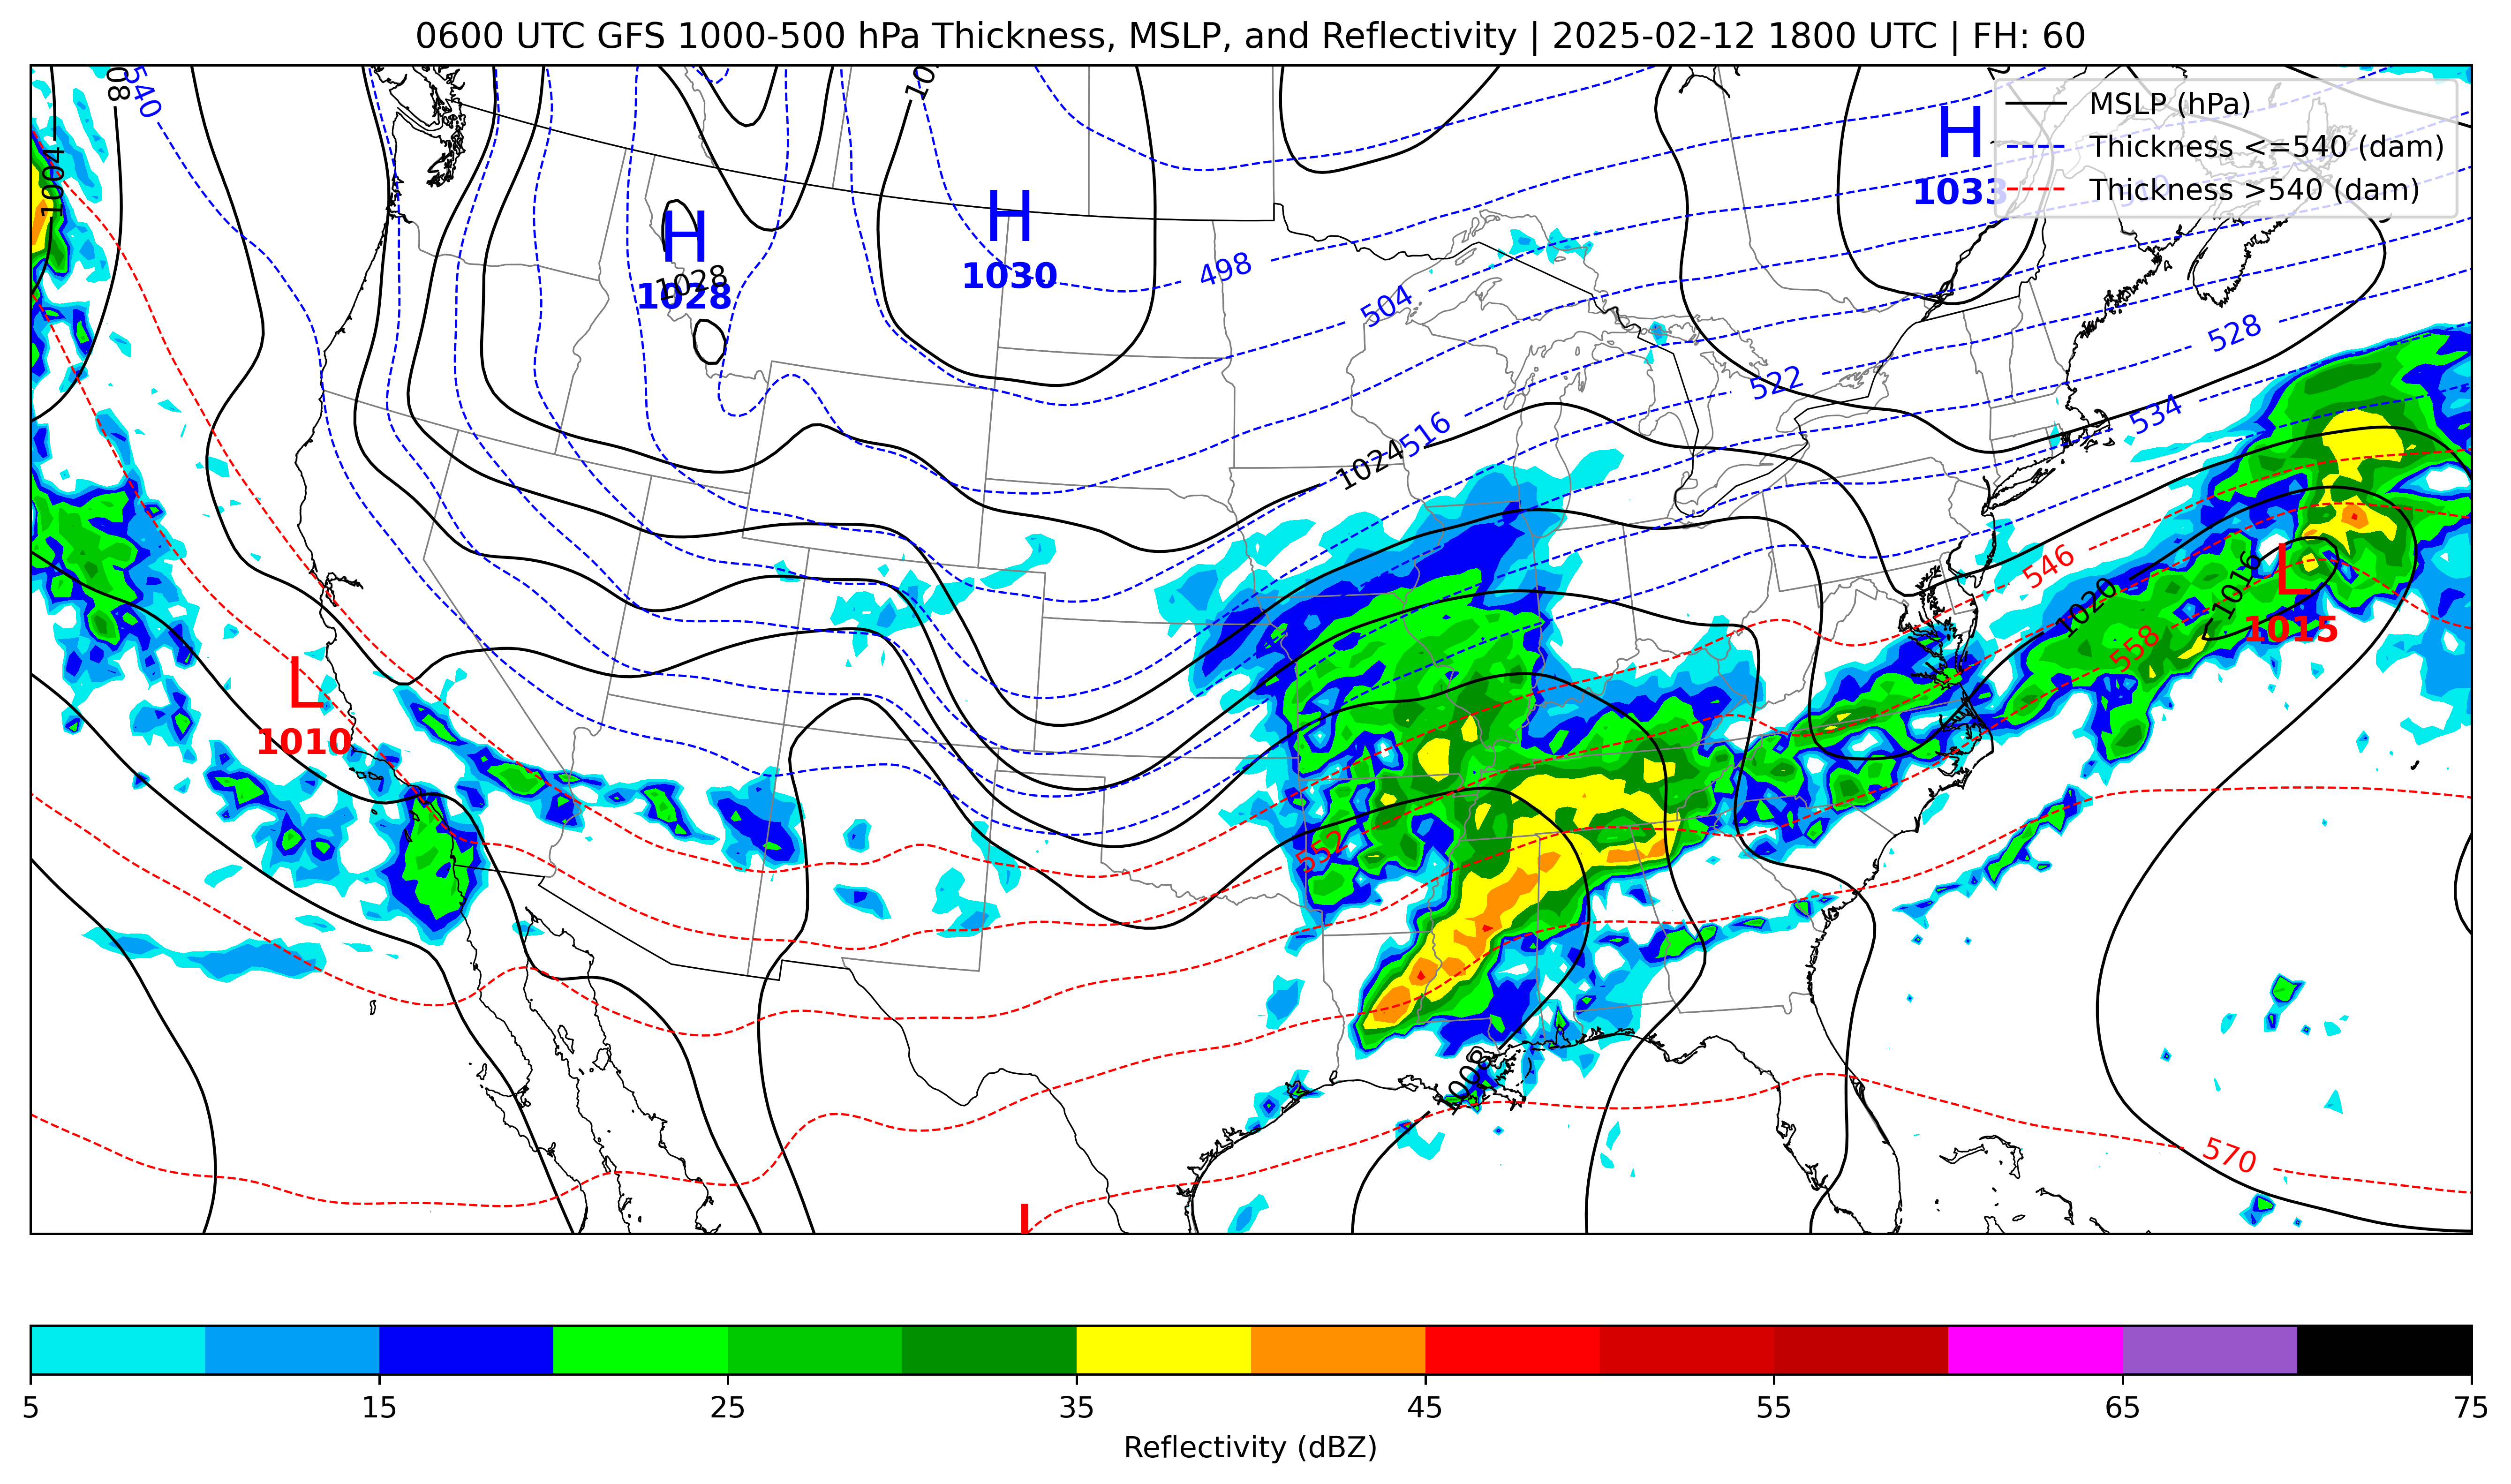 0600 UTC GFS 1000-500 hPa Thickness, MSLP, and Reflectivity | 2025-02-12 1800 UTC | FH: 60
MSLP (hPa)
Thickness <=540 (dam)
Thickness >540 (dam)
540
1004
H
1033
H
1028
1028
H
1030
498
504
516
522
528
534
1024
546
1020
1016
558
L
1015
L
1010
552
1008
570
5 15 25 35 45 55 65 75
Reflectivity (dBZ)